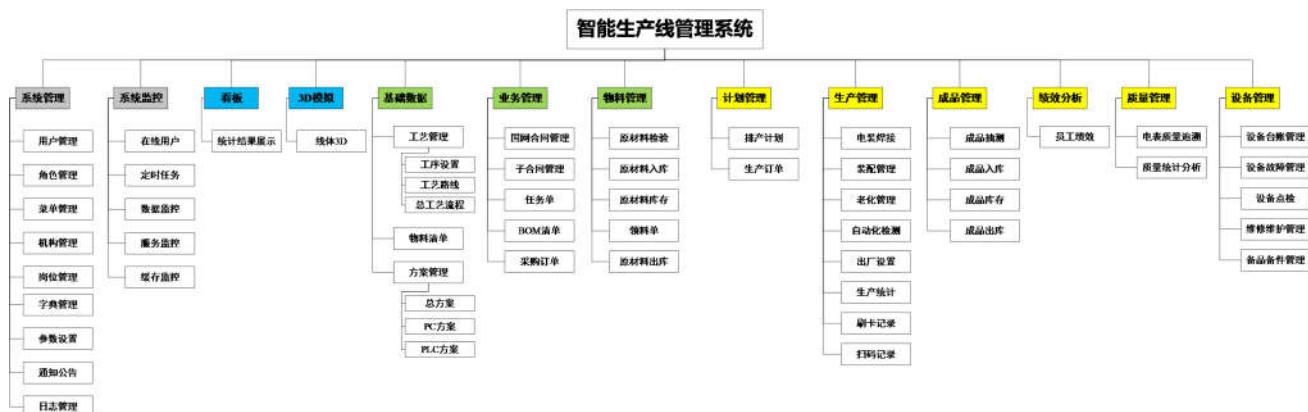 智能生产线管理系统
系统管理
用户管理
角色管理
菜单管理
机构管理
岗位管理
字典管理
参数设置
通知公告
日志管理
系统监控
在线用户
定时任务
数据监控
服务监控
缓存监控
看板
统计结果展示
3D模拟
线体3D
基础数据
工艺管理
工序设置
工艺路线
总工艺流程
物料清单
方案管理
总方案
PC方案
PLC方案
业务管理
国网合同管理
子合同管理
任务单
BOM清单
采购订单
物料管理
原材料检验
原材料入库
原材料库存
领料单
原材料出库
计划管理
排产计划
生产订单
生产管理
电装焊接
装配管理
老化管理
自动化检测
出厂设置
生产统计
刷卡记录
扫码记录
成品管理
成品抽测
成品入库
成品库存
成品出库
绩效分析
员工绩效
质量管理
电表质量追溯
质量统计分析
设备管理
设备台账管理
设备故障管理
设备点检
维修维护管理
备品备件管理